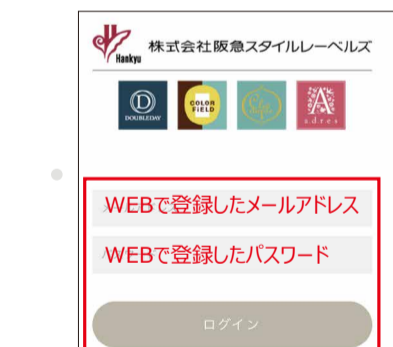 Hankyu
株式会社阪急スタイルレーベルズ
D
DOUBLEDAY
COLOR
FIELD
A
adres
WEBで登録したメールアドレス
WEBで登録したパスワード
ログイン